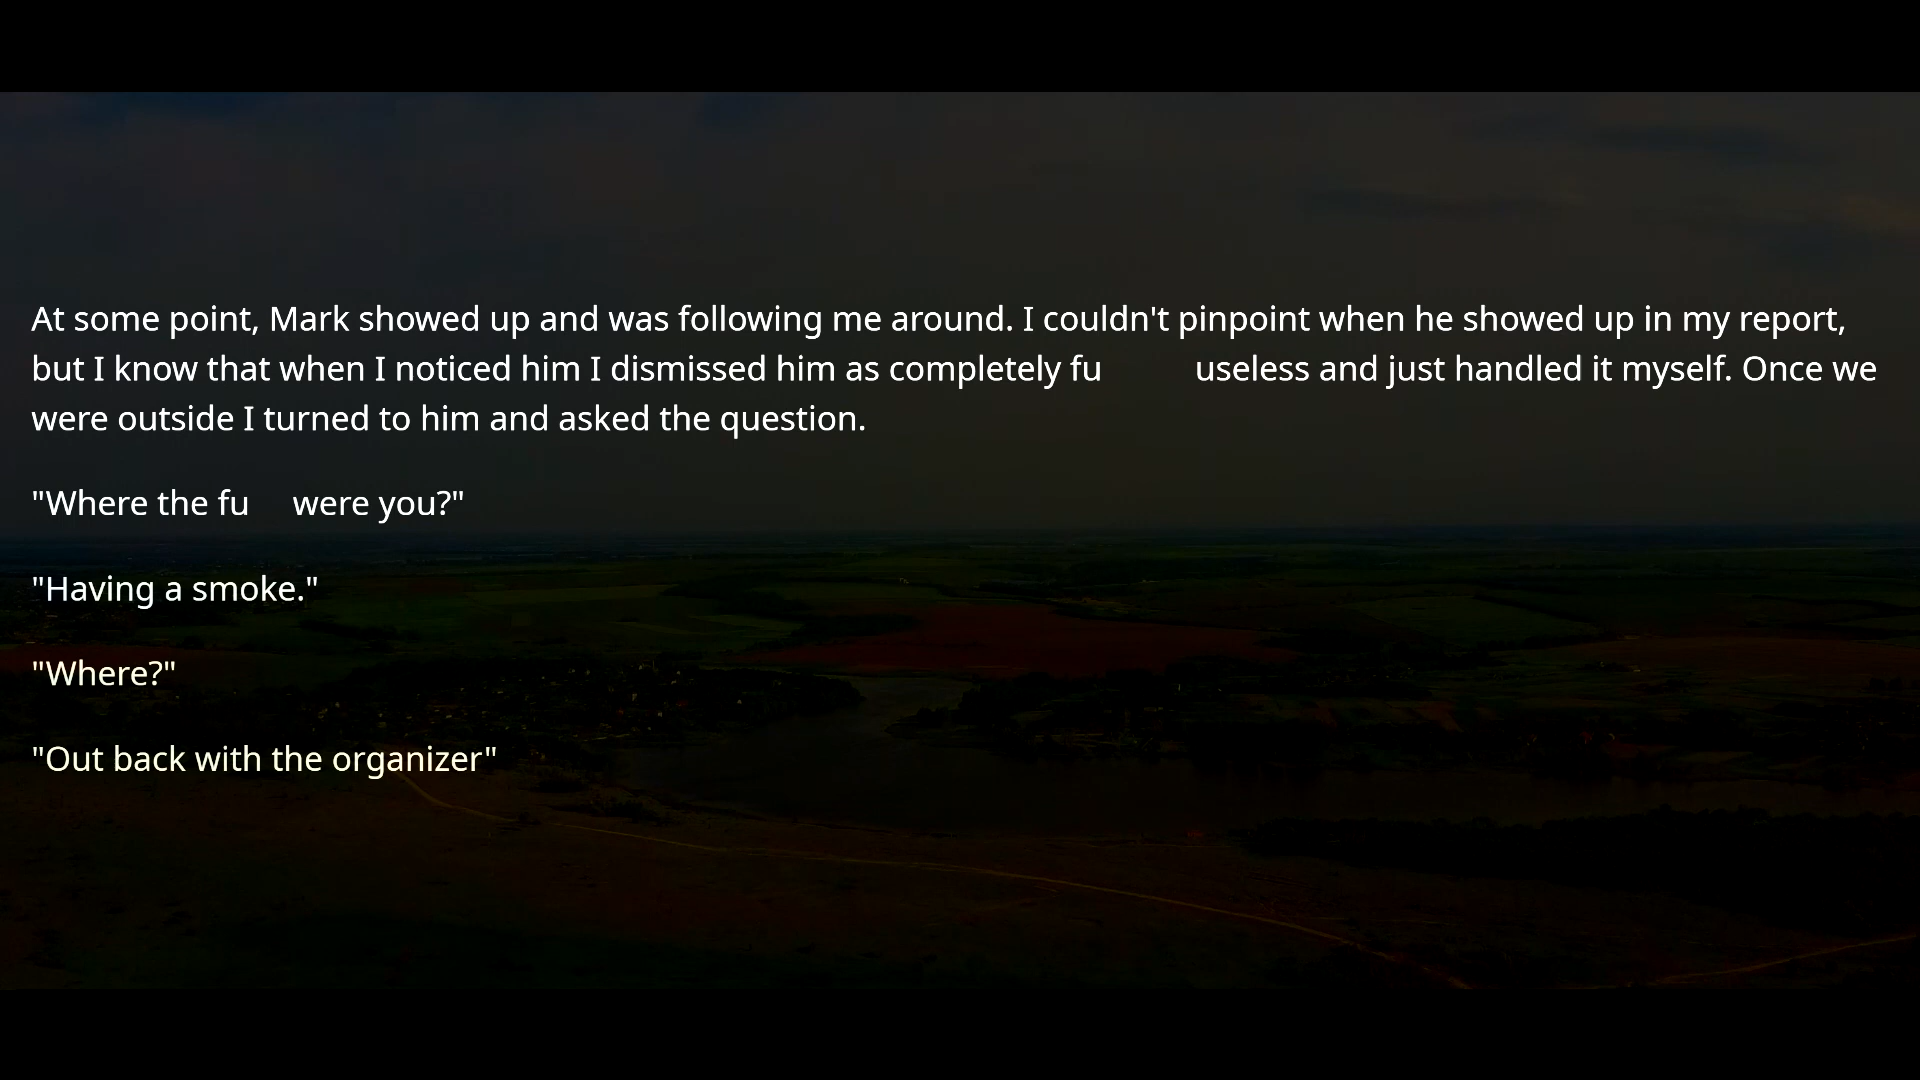 At some point, Mark showed up and was following me around. I couldn't pinpoint when he showed up in my report,
but I know that when I noticed him I dismissed him as completely fu useless and just handled it myself. Once we
were outside I turned to him and asked the question.
"Where the fu were you?"
"Having a smoke."
"Where?"
"Out back with the organizer"